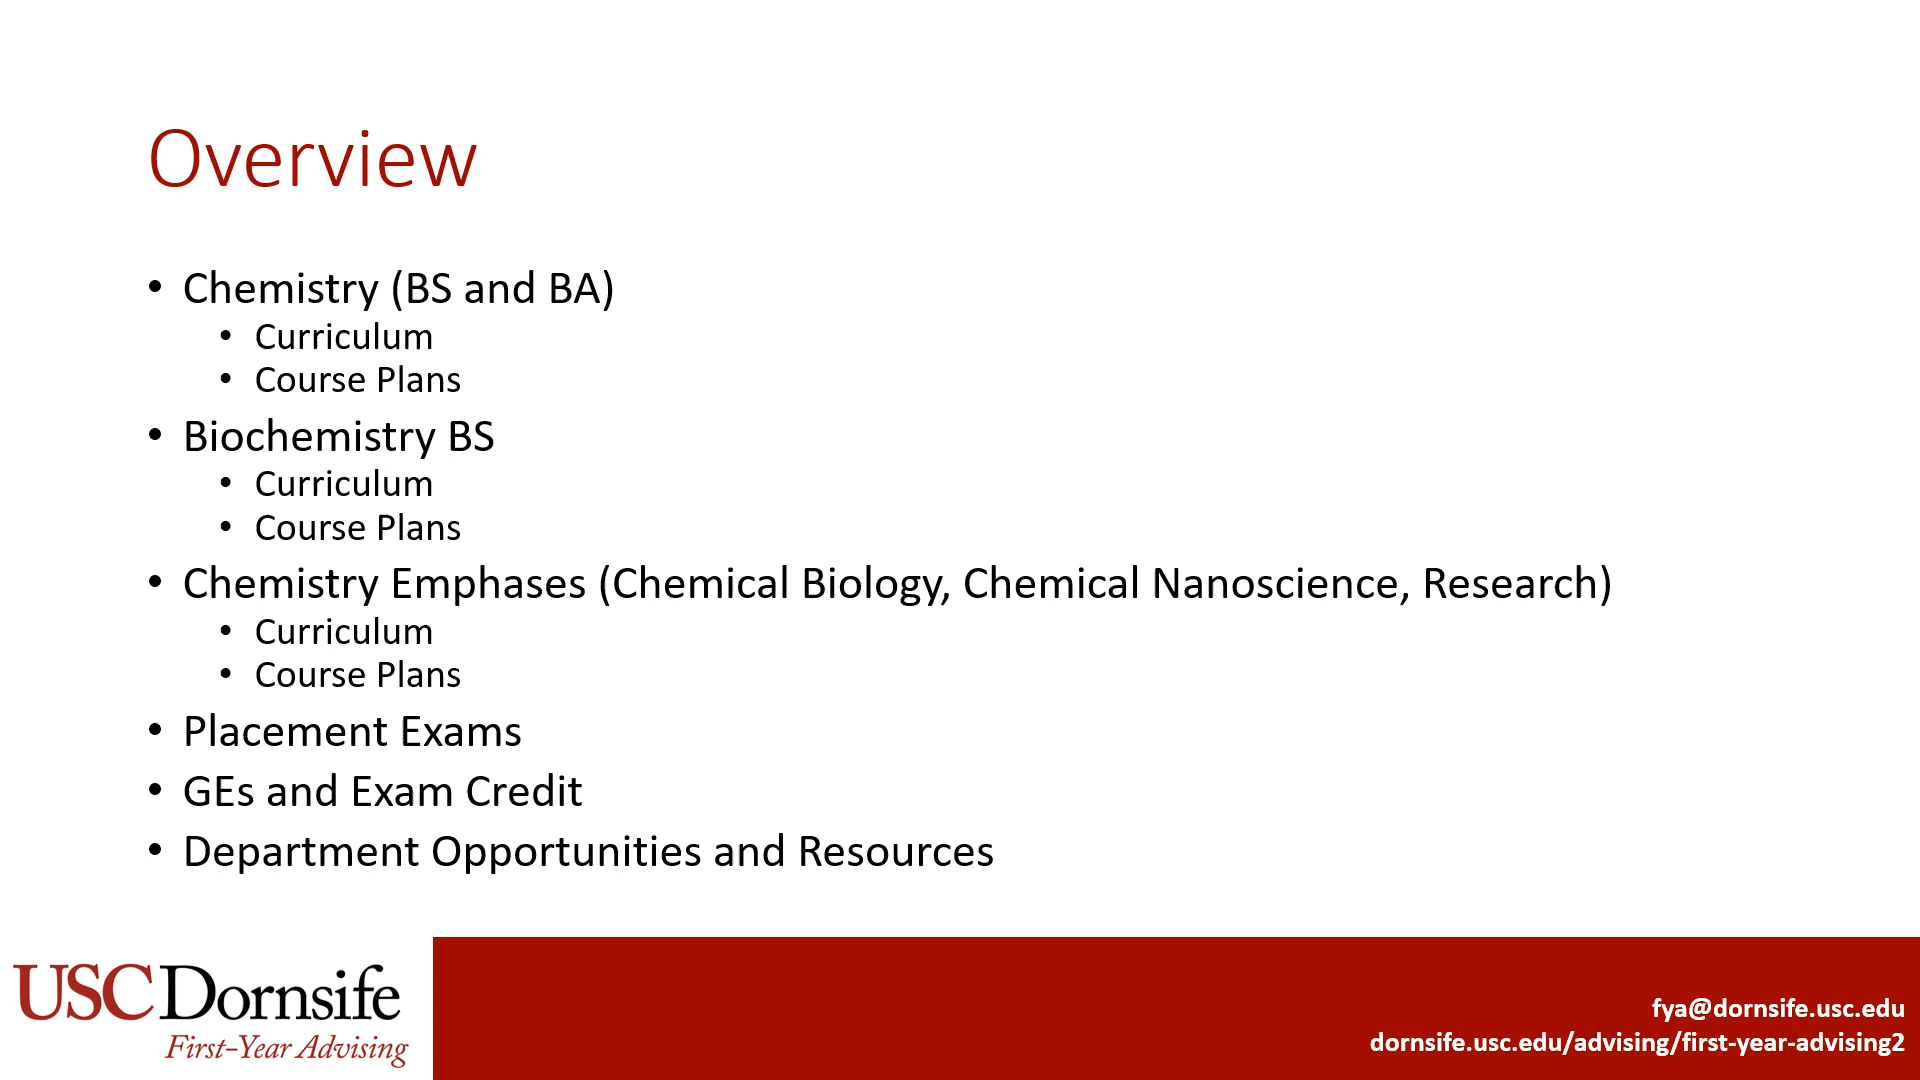 Overview
• Chemistry (BS and BA)
• Curriculum
• Course Plans
• Biochemistry BS
• Curriculum
• Course Plans
• Chemistry Emphases (Chemical Biology, Chemical Nanoscience, Research)
• Curriculum
• Course Plans
• Placement Exams
• GEs and Exam Credit
• Department Opportunities and Resources
USC Dornsife
First-Year Advising
fya@dornsife.usc.edu
dornsife.usc.edu/advising/first-year-advising2